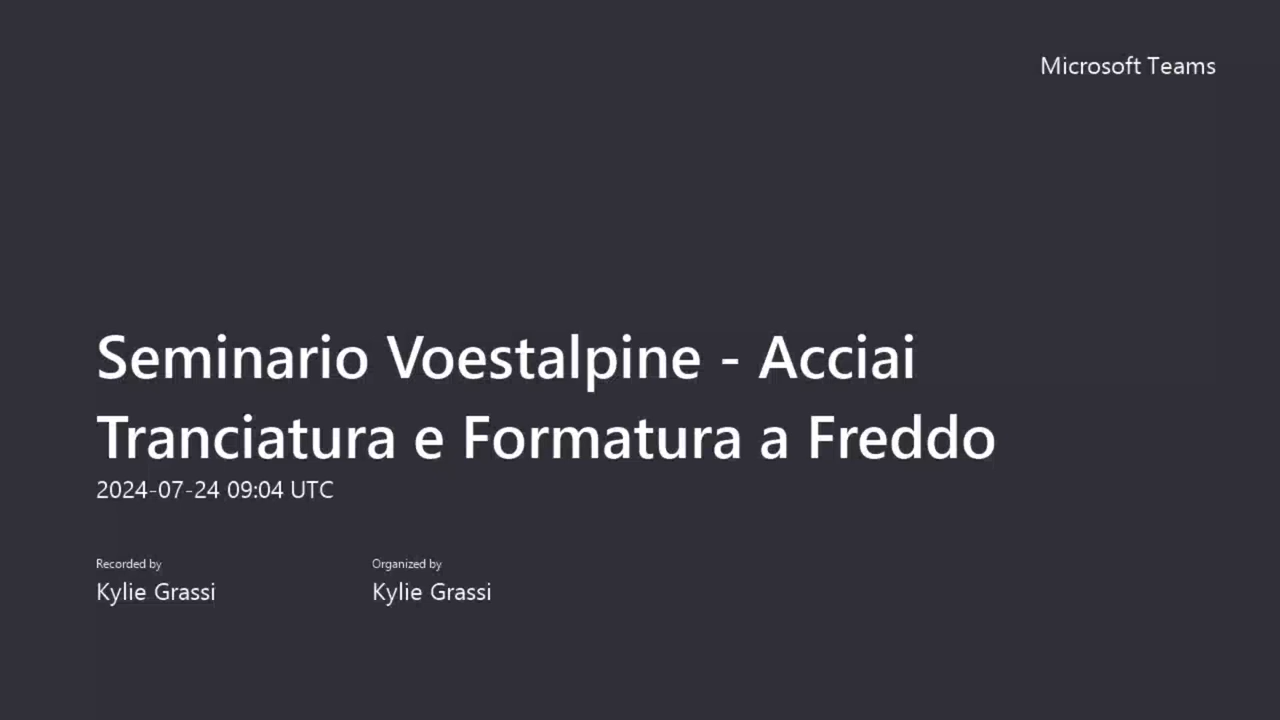 Microsoft Teams
Seminario Voestalpine - Acciai
Tranciatura e Formatura a Freddo
2024-07-24 09:04 UTC
Recorded by
Kylie Grassi
Organized by
Kylie Grassi